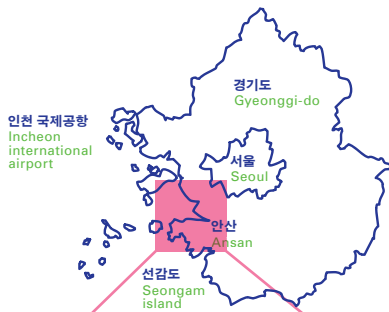 경기도
Gyeonggi-do
인천 국제공항
Incheon
international
airport
서울
Seoul
안산
Ansan
선감도
Seongam
island